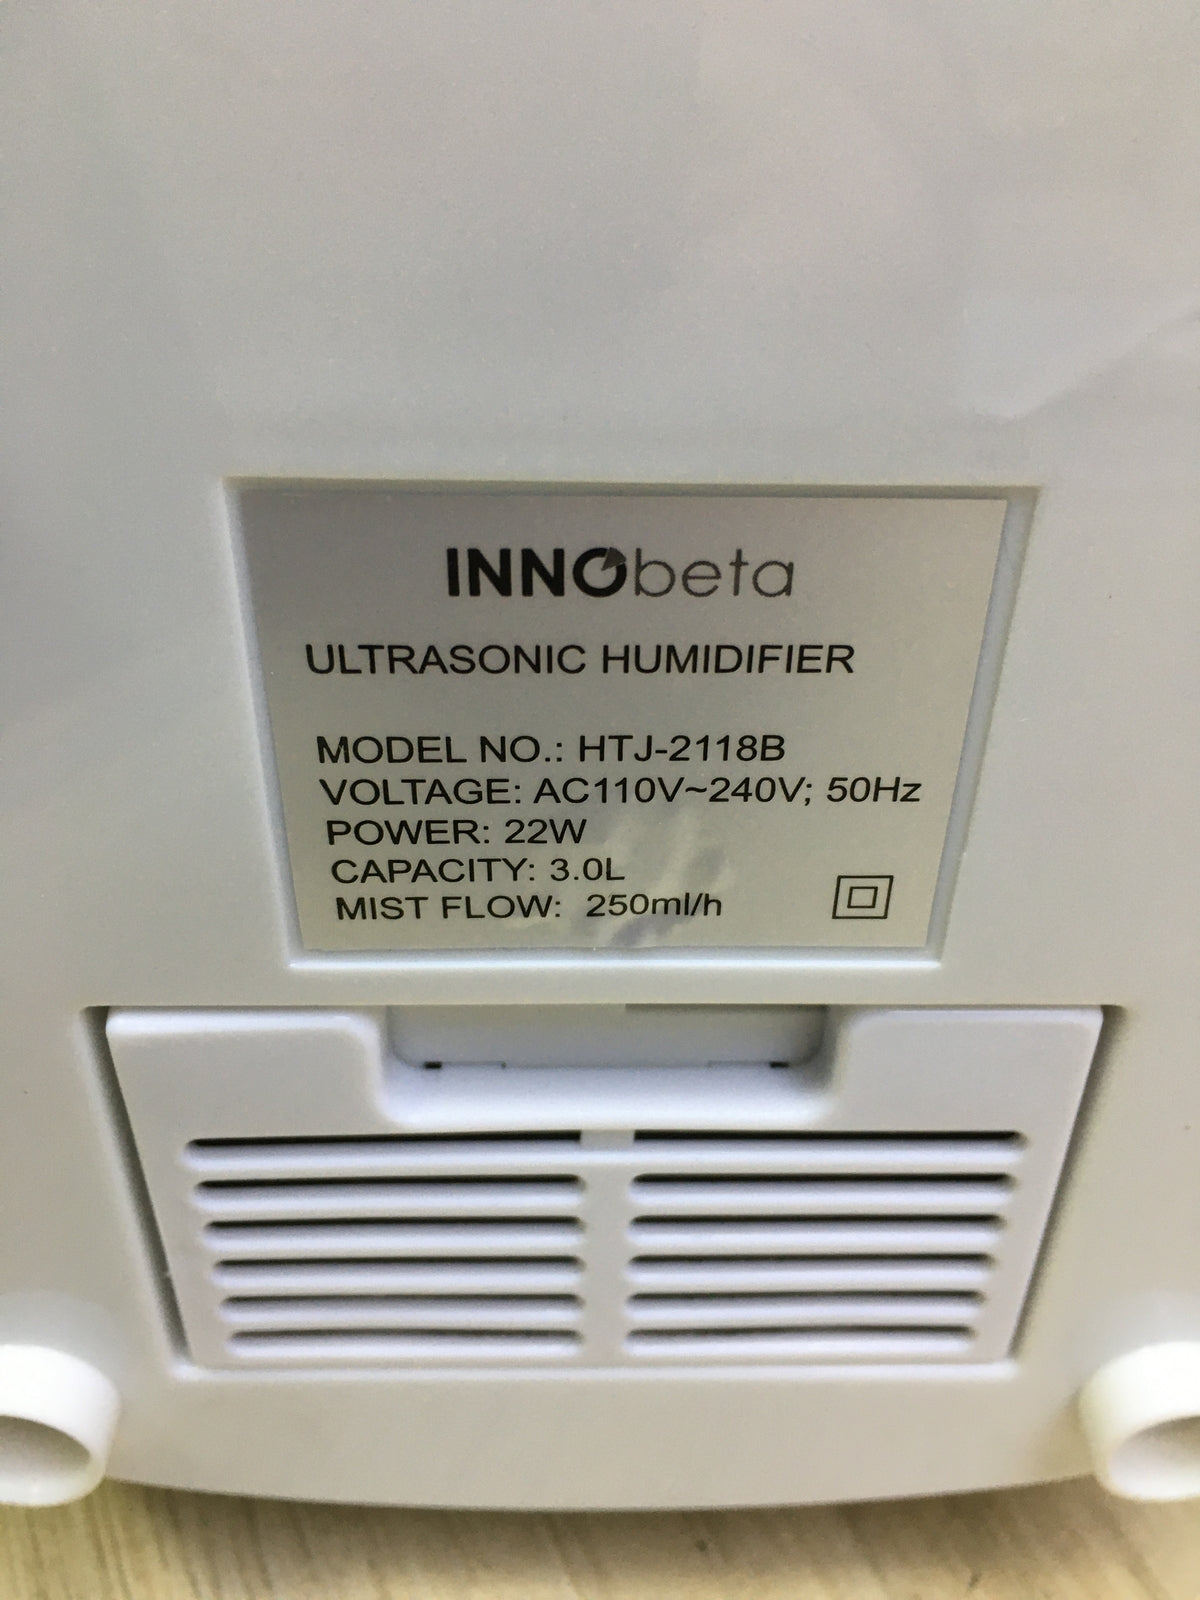 INNObeta
ULTRASONIC HUMIDIFIER
MODEL NO.: HTJ-2118B
VOLTAGE: AC110V~240V; 50Hz
POWER: 22W
CAPACITY: 3.0L
MIST FLOW: 250ml/h